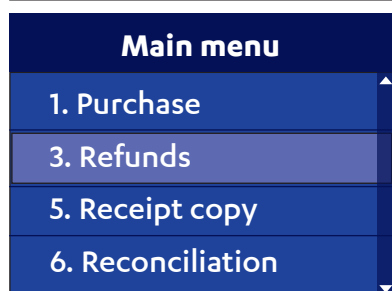 Main menu
1. Purchase
3. Refunds
5. Receipt copy
6. Reconciliation